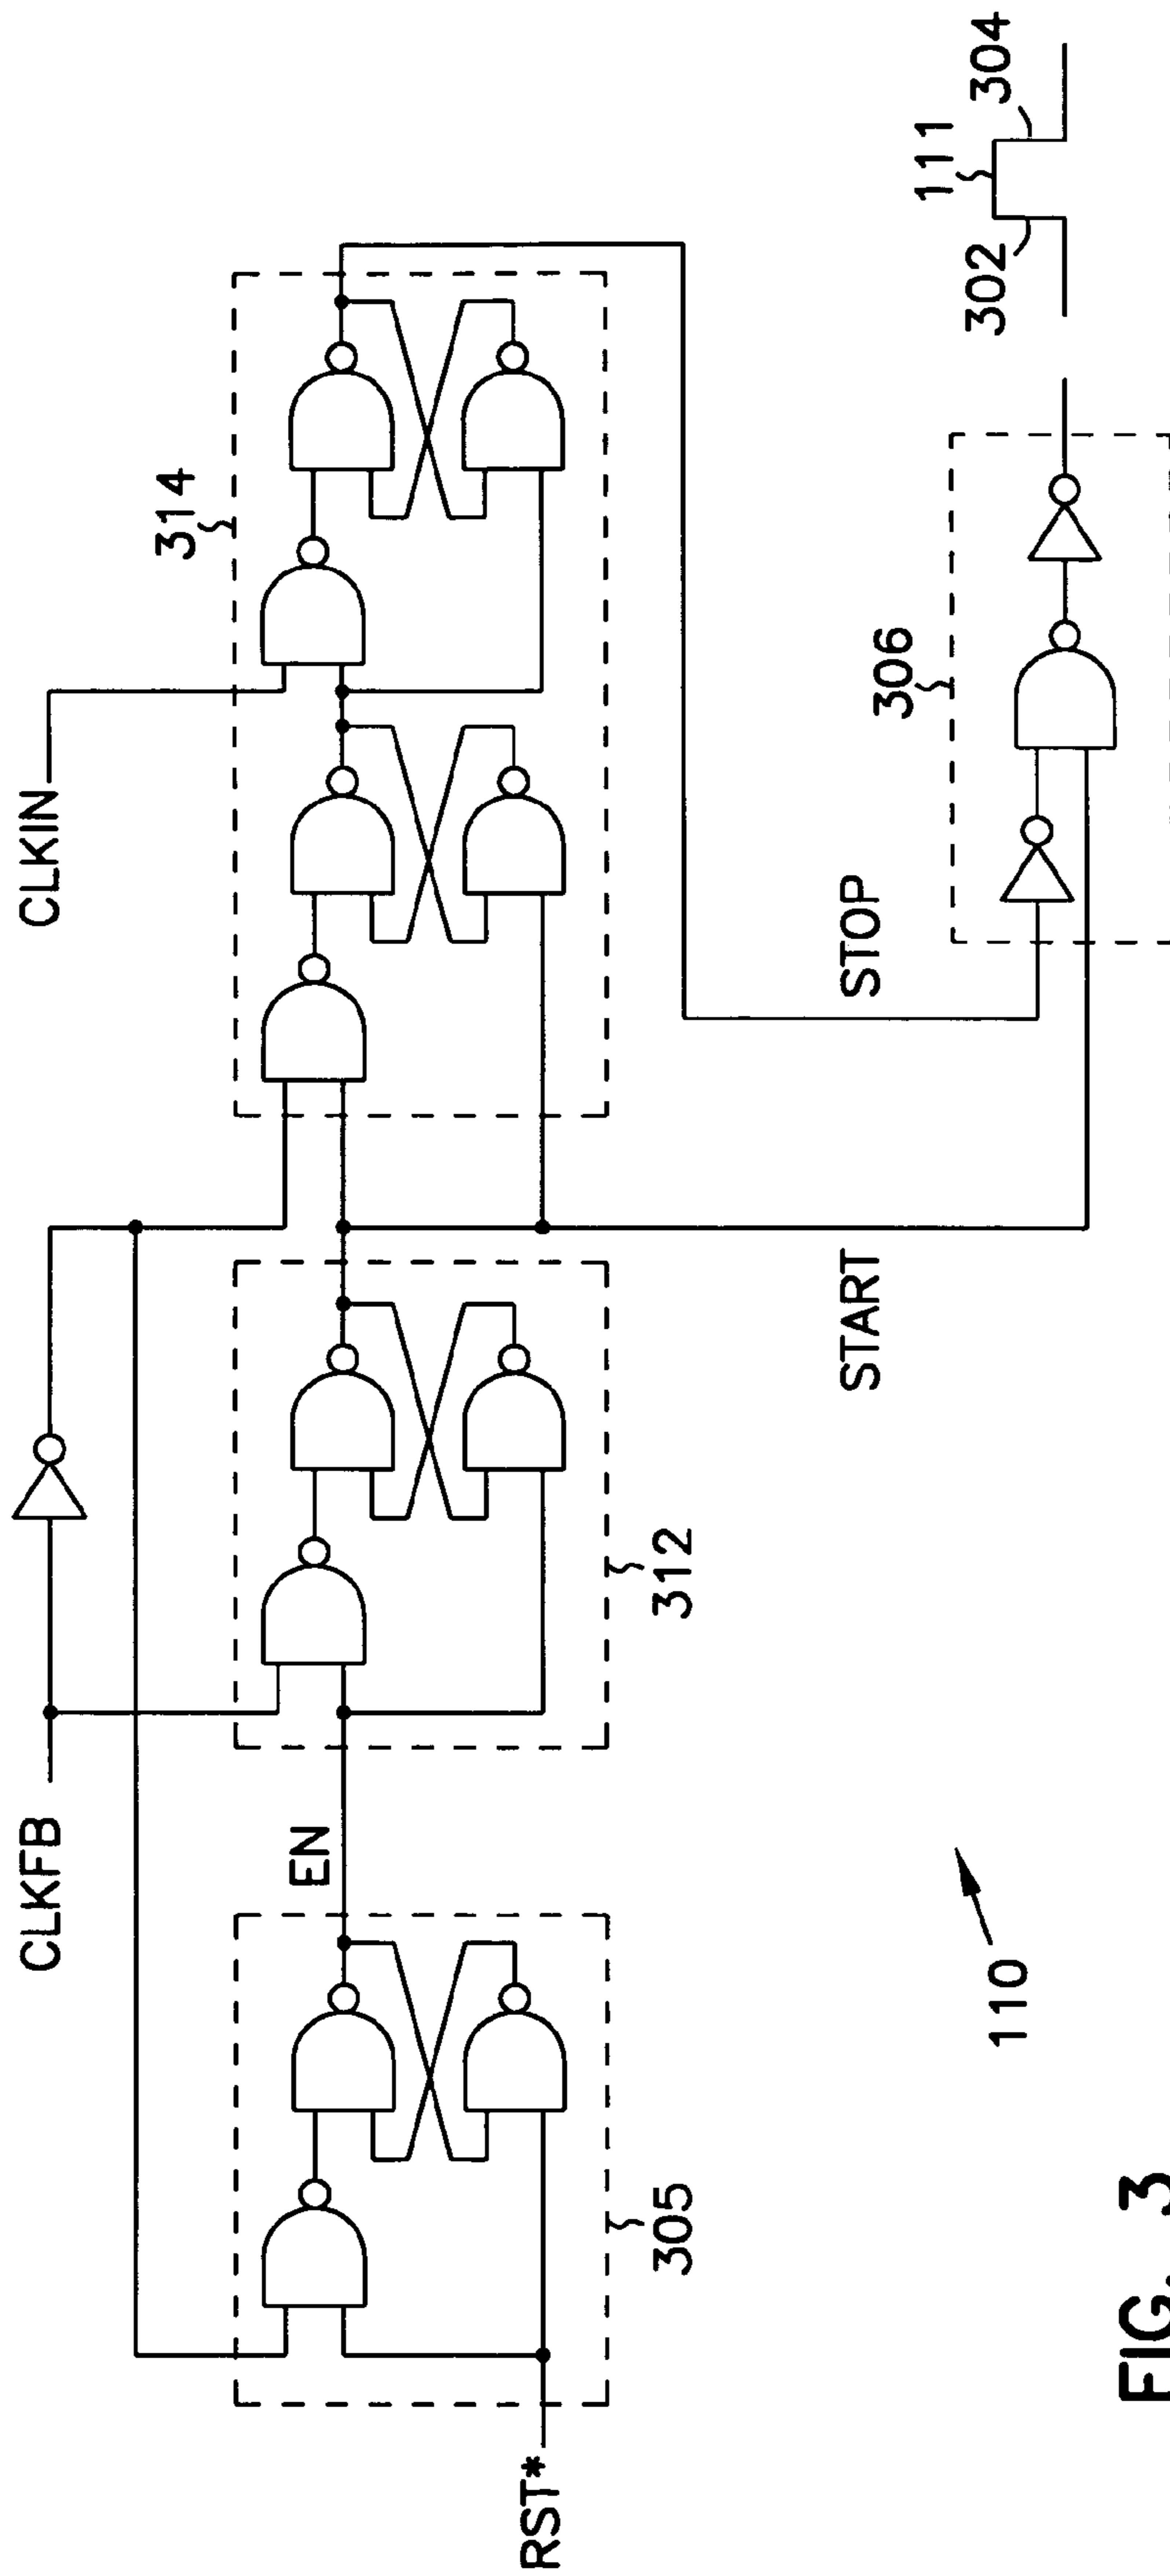 CLKFB
CLKIN
314
EN
RST*
305
312
START
STOP
306
302
111
304
110
FIG. 3